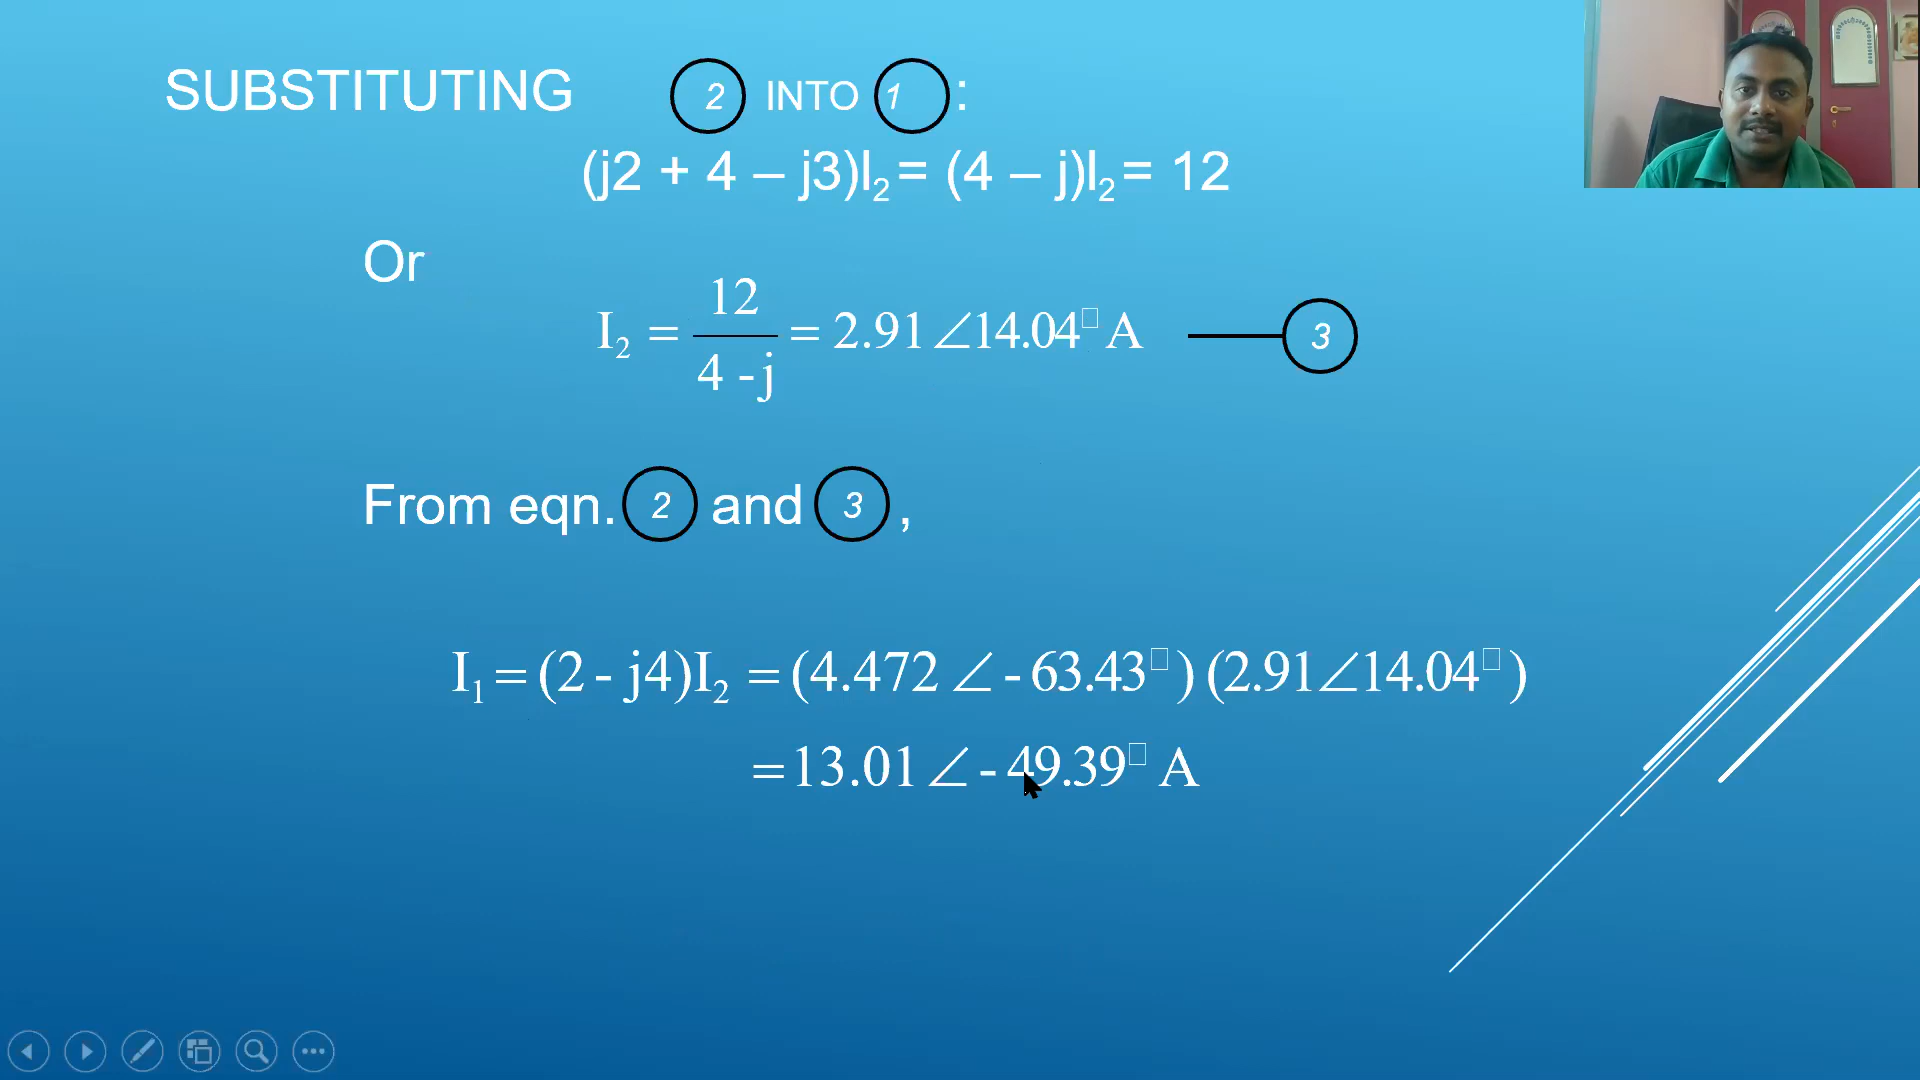 SUBSTITUTING 2 INTO 1 :
(j2 + 4 – j3)I₂ = (4 – j)I₂ = 12
Or
I₂ = 12 / 4 - j = 2.91∠14.04□ A — 3
From eqn. 2 and 3 ,
I₁ = (2 - j4)I₂ = (4.472 ∠ - 63.43□ ) (2.91∠14.04□ )
= 13.01 ∠ - 49.39□ A